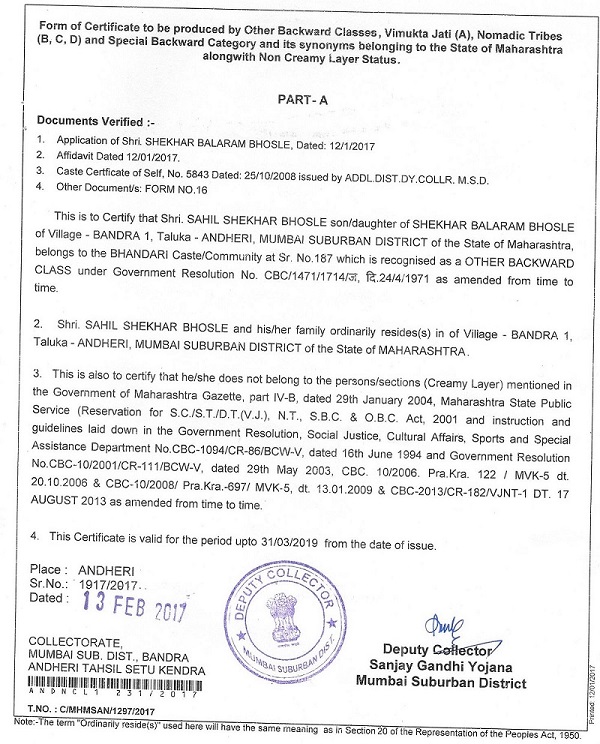 Form of Certificate to be produced by Other Backward Classes, Vimukta Jati (A), Nomadic Tribes
(B, C, D) and Special Backward Category and its synonyms belonging to the State of Maharashtra
alongwith Non Creamy Layer Status.
PART- A
Documents Verified :-
1. Application of Shri. SHEKHAR BALARAM BHOSLE, Dated: 12/1/2017
2. Affidavit Dated 12/01/2017.
3. Caste Certficate of Self, No. 5843 Dated: 25/10/2008 issued by ADDL.DIST.DY.COLLR. M.S.D.
4. Other Document/s: FORM NO.16
This is to Certify that Shri. SAHIL SHEKHAR BHOSLE son/daughter of SHEKHAR BALARAM BHOSLE
of Village - BANDRA 1, Taluka - ANDHERI, MUMBAI SUBURBAN DISTRICT of the State of Maharashtra,
belongs to the BHANDARI Caste/Community at Sr. No.187 which is recognised as a OTHER BACKWARD
CLASS under Government Resolution No. CBC/1471/1714/ज, दि.24/4/1971 as amended from time to
time.
2. Shri. SAHIL SHEKHAR BHOSLE and his/her family ordinarily resides(s) in of Village - BANDRA 1,
Taluka - ANDHERI, MUMBAI SUBURBAN DISTRICT of the State of MAHARASHTRA.
3. This is also to certify that he/she does not belong to the persons/sections (Creamy Layer) mentioned in
the Government of Maharashtra Gazette, part IV-B, dated 29th January 2004, Maharashtra State Public
Service (Reservation for S.C./S.T./D.T.(V.J.), N.T., S.B.C. & O.B.C. Act, 2001 and instruction and
guidelines laid down in the Government Resolution, Social Justice, Cultural Affairs, Sports and Special
Assistance Department No.CBC-1094/CR-86/BCW-V, dated 16th June 1994 and Government Resolution
No.CBC-10/2001/CR-111/BCW-V, dated 29th May 2003, CBC. 10/2006. Pra.Kra. 122 / MVK-5 dt.
20.10.2006 & CBC-10/2008/ Pra.Kra.-697/ MVK-5, dt. 13.01.2009 & CBC-2013/CR-182/VJNT-1 DT. 17
AUGUST 2013 as amended from time to time.
4. This Certificate is valid for the period upto 31/03/2019 from the date of issue.
Place : ANDHERI
Sr.No.: 1917/2017
Dated : 13 FEB 2017
DEPUTY COLLECTOR
MUMBAI SUBURBAN DIST.
COLLECTORATE,
MUMBAI SUB. DIST., BANDRA
ANDHERI TAHSIL SETU KENDRA
ANDNCL1 231/2017
T.NO. : C/MHMSAN/1297/2017
Deputy Collector
Sanjay Gandhi Yojana
Mumbai Suburban District
Printed: 12/01/2017
Note:-The term "Ordinarily reside(s)" used here will have the same meaning as in Section 20 of the Representation of the Peoples Act, 1950.